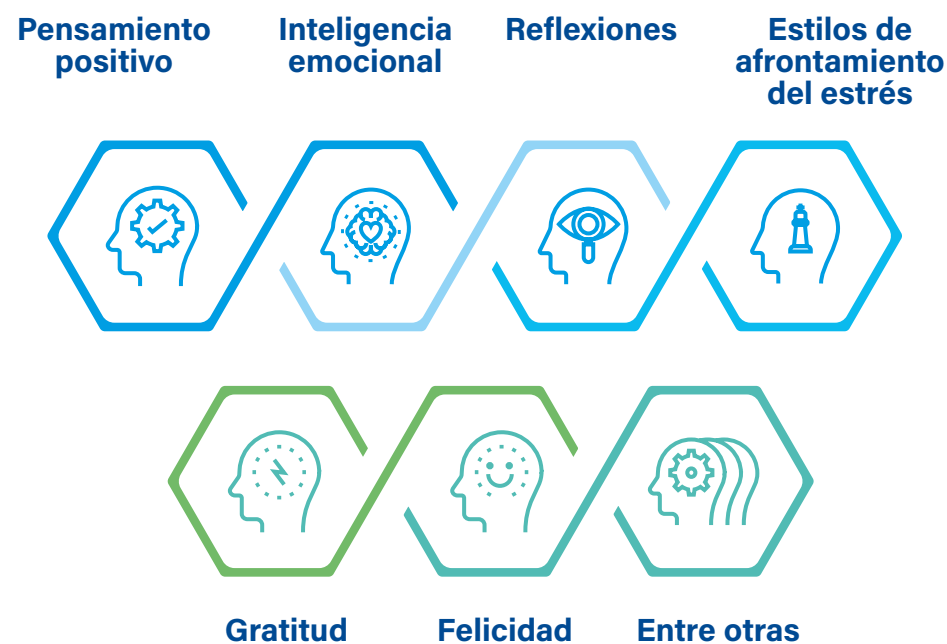 Pensamiento
positivo
Inteligencia
emocional
Reflexiones
Estilos de
afrontamiento
del estrés
Gratitud
Felicidad
Entre otras